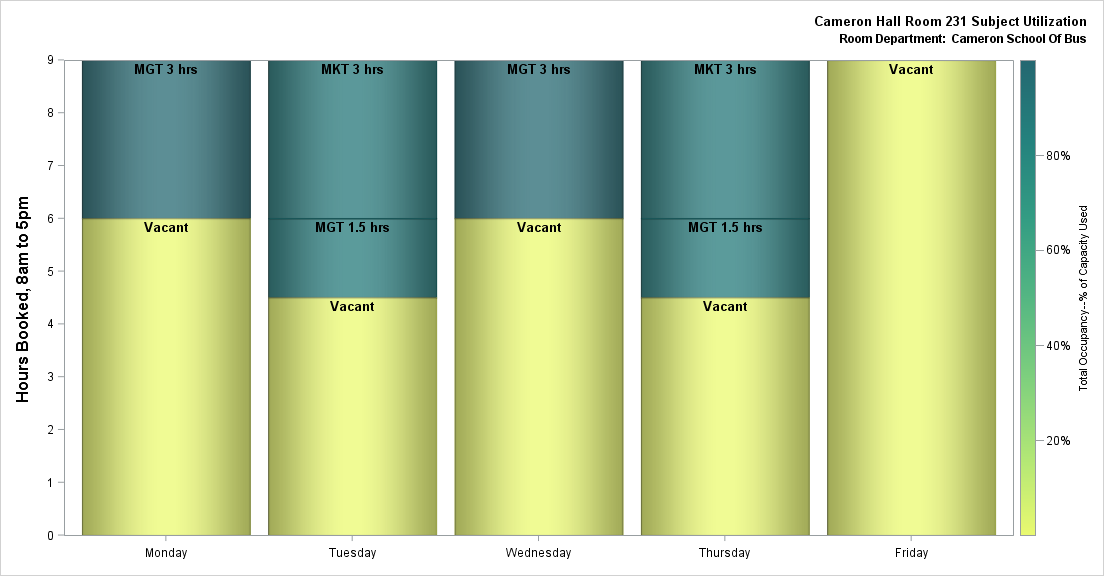 Cameron Hall Room 231 Subject Utilization
Room Department: Cameron School Of Bus
Hours Booked, 8am to 5pm
9
8
7
6
5
4
3
2
1
0
MGT 3 hrs
Vacant
MKT 3 hrs
MGT 1.5 hrs
Vacant
MGT 3 hrs
Vacant
MKT 3 hrs
MGT 1.5 hrs
Vacant
Vacant
Monday
Tuesday
Wednesday
Thursday
Friday
80%
60%
40%
20%
Total Occupancy--% of Capacity Used